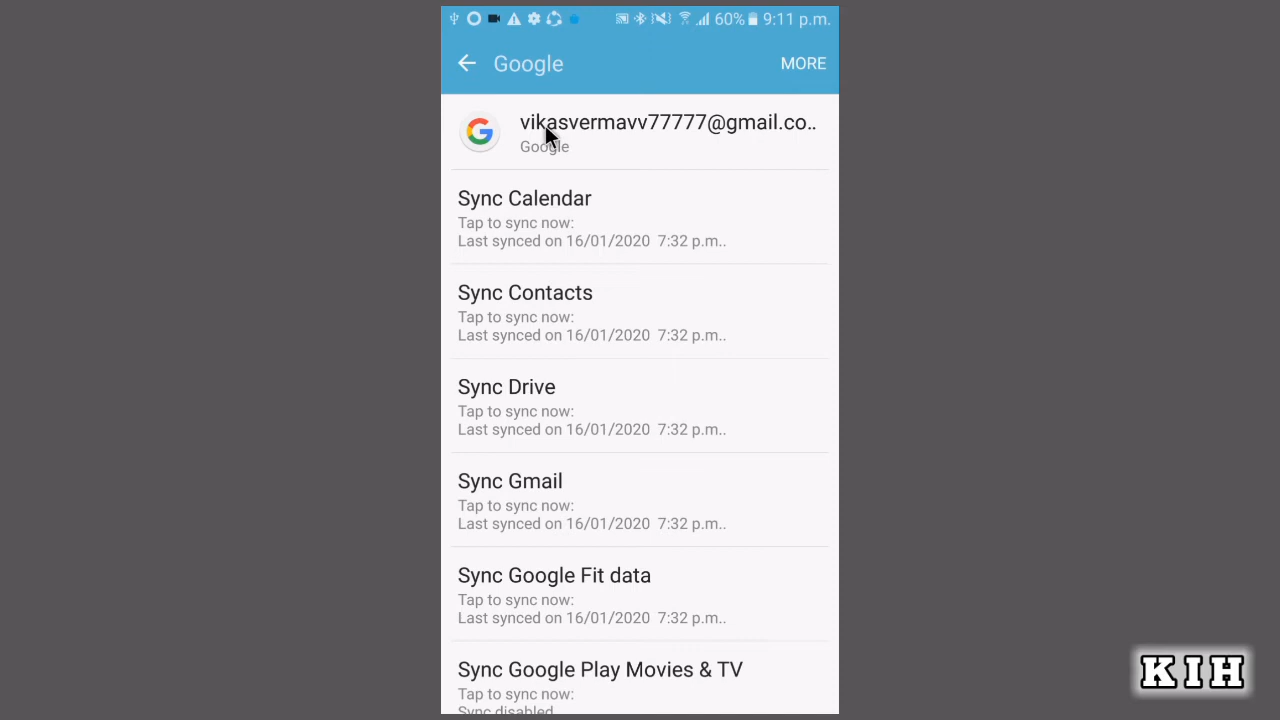 60% 9:11 p.m.
Google MORE
vikasvermavv77777@gmail.co..
Google
Sync Calendar
Tap to sync now:
Last synced on 16/01/2020 7:32 p.m..
Sync Contacts
Tap to sync now:
Last synced on 16/01/2020 7:32 p.m..
Sync Drive
Tap to sync now:
Last synced on 16/01/2020 7:32 p.m..
Sync Gmail
Tap to sync now:
Last synced on 16/01/2020 7:32 p.m..
Sync Google Fit data
Tap to sync now:
Last synced on 16/01/2020 7:32 p.m..
Sync Google Play Movies & TV
Tap to sync now:
Sync disabled
KIH